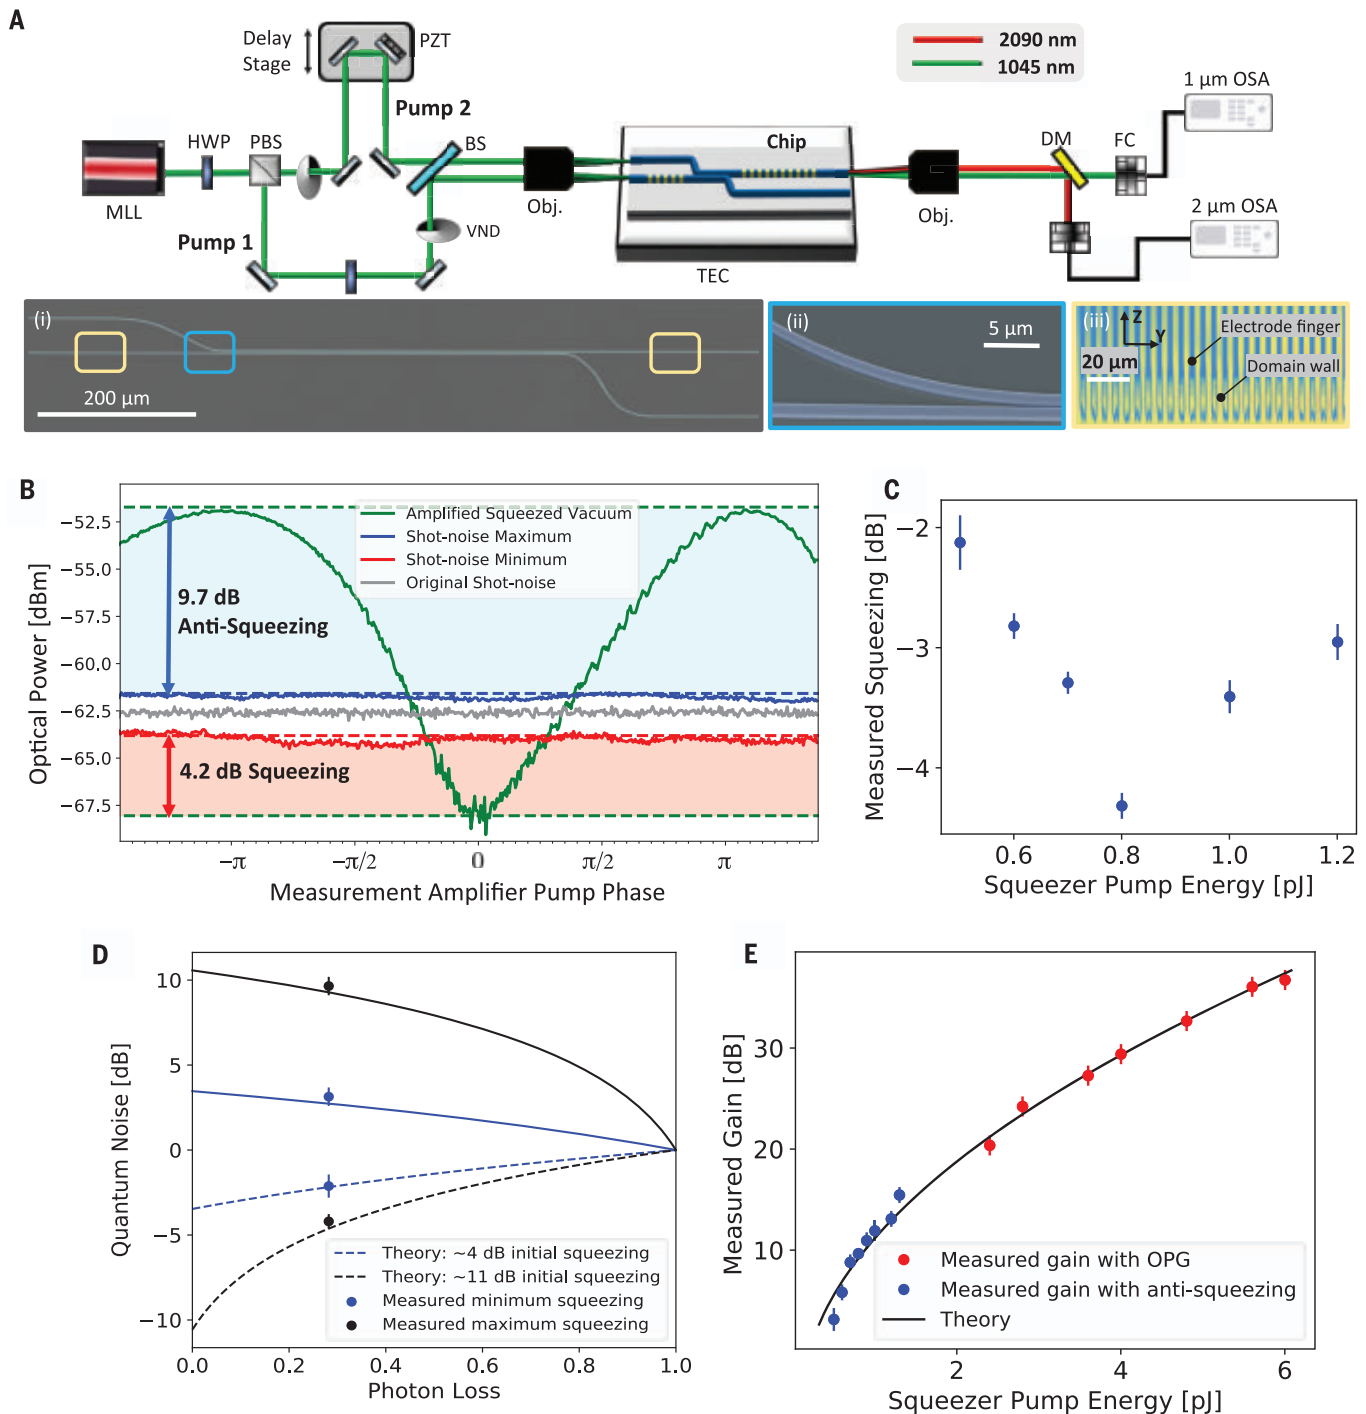 A
Delay
Stage
PZT
2090 nm
1045 nm
1 µm OSA
Pump 2
HWP
PBS
BS
Chip
DM
FC
MLL
Obj.
Obj.
Pump 1
VND
2 µm OSA
TEC
(i)
200 µm
(ii)
5 µm
(iii)
Z
Y
20 µm
Electrode finger
Domain wall
B
−52.5
−55.0
−57.5
−60.0
−62.5
−65.0
−67.5
Optical Power [dBm]
Amplified Squeezed Vacuum
Shot-noise Maximum
Shot-noise Minimum
Original Shot-noise
9.7 dB
Anti-Squeezing
4.2 dB Squeezing
−π
−π/2
0
π/2
π
Measurement Amplifier Pump Phase
C
−2
−3
−4
Measured Squeezing [dB]
0.6
0.8
1.0
1.2
Squeezer Pump Energy [pJ]
D
10
5
0
−5
−10
Quantum Noise [dB]
Theory: ~4 dB initial squeezing
Theory: ~11 dB initial squeezing
Measured minimum squeezing
Measured maximum squeezing
0.0
0.2
0.4
0.6
0.8
1.0
Photon Loss
E
30
20
10
Measured Gain [dB]
Measured gain with OPG
Measured gain with anti-squeezing
Theory
2
4
6
Squeezer Pump Energy [pJ]